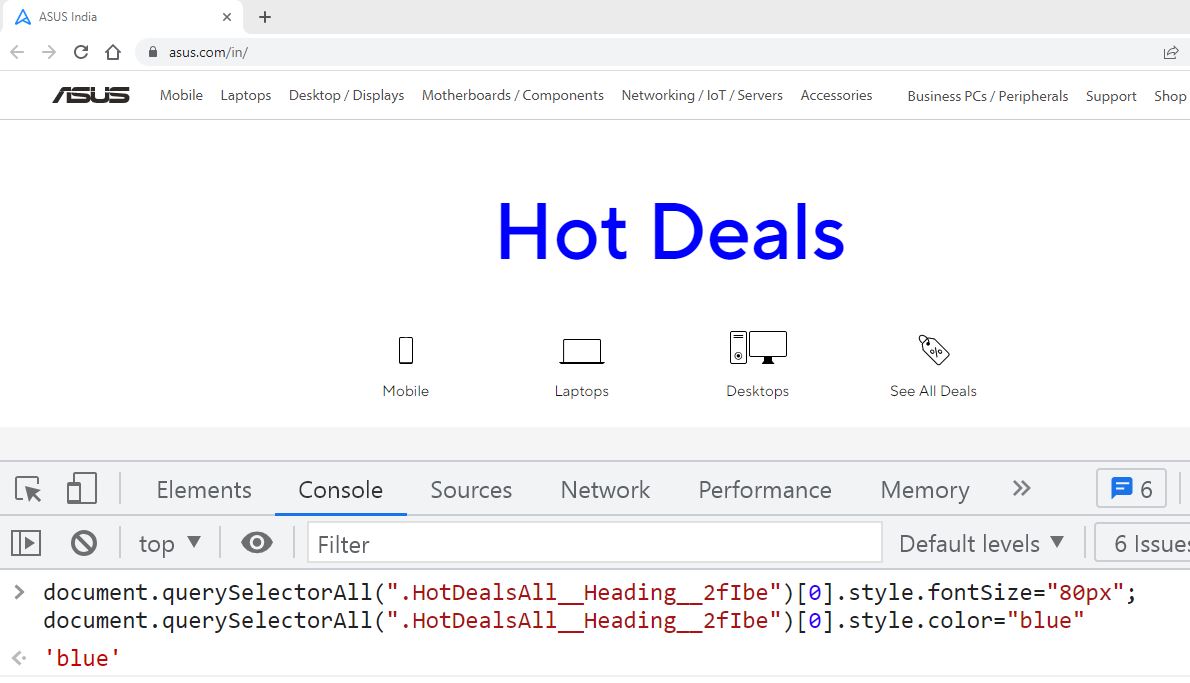 ASUS India
asus.com/in/
ASUS Mobile Laptops Desktop / Displays Motherboards / Components Networking / IoT / Servers Accessories Business PCs / Peripherals Support Shop
Hot Deals
%
Mobile Laptops Desktops See All Deals
Elements Console Sources Network Performance Memory 6
top Filter Default levels 6 Issues
document.querySelectorAll(".HotDealsAll__Heading__2fIbe")[0].style.fontSize="80px";
document.querySelectorAll(".HotDealsAll__Heading__2fIbe")[0].style.color="blue"
'blue'